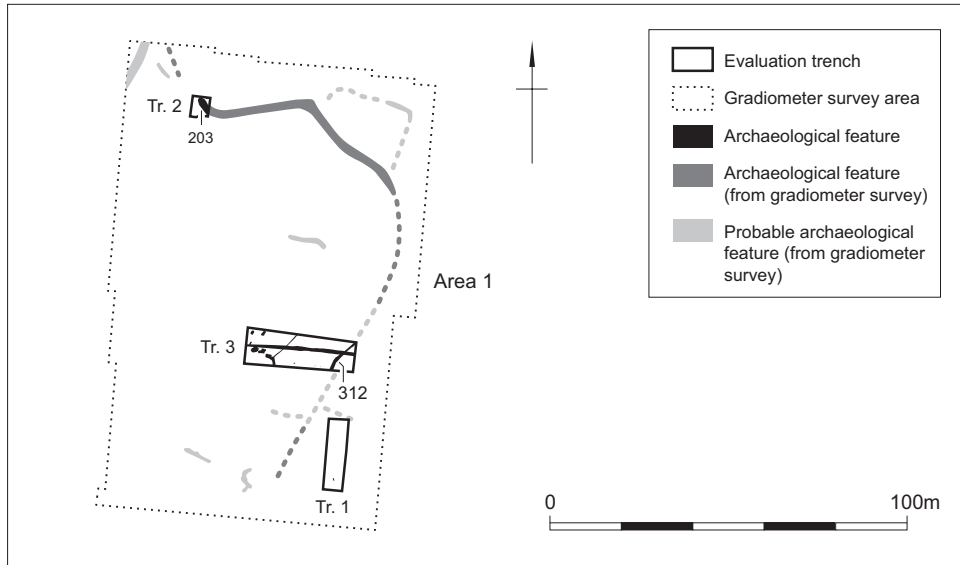 Tr. 2
203
Tr. 3
312
Tr. 1
Area 1
Evaluation trench
Gradiometer survey area
Archaeological feature
Archaeological feature
(from gradiometer survey)
Probable archaeological
feature (from gradiometer
survey)
0
100m